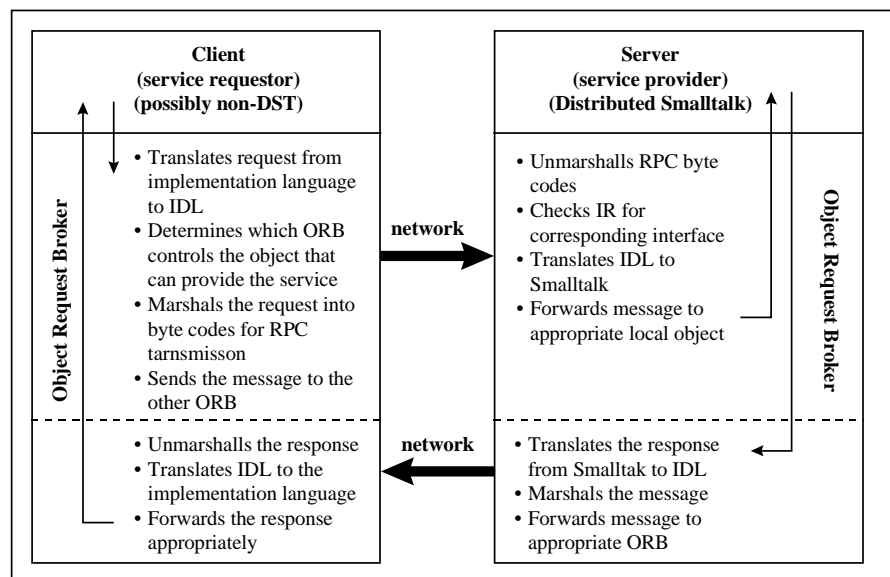 Client
(service requestor)
(possibly non-DST)
Object Request Broker
• Translates request from
implementation language
to IDL
• Determines which ORB
controls the object that
can provide the service
• Marshals the request into
byte codes for RPC
tarnsmisson
• Sends the message to the
other ORB
• Unmarshalls the response
• Translates IDL to the
implementation language
• Forwards the response
appropriately
network
network
Server
(service provider)
(Distributed Smalltalk)
• Unmarshalls RPC byte
codes
• Checks IR for
corresponding interface
• Translates IDL to
Smalltalk
• Forwards message to
appropriate local object
Object Request Broker
• Translates the response
from Smalltak to IDL
• Marshals the message
• Forwards message to
appropriate ORB